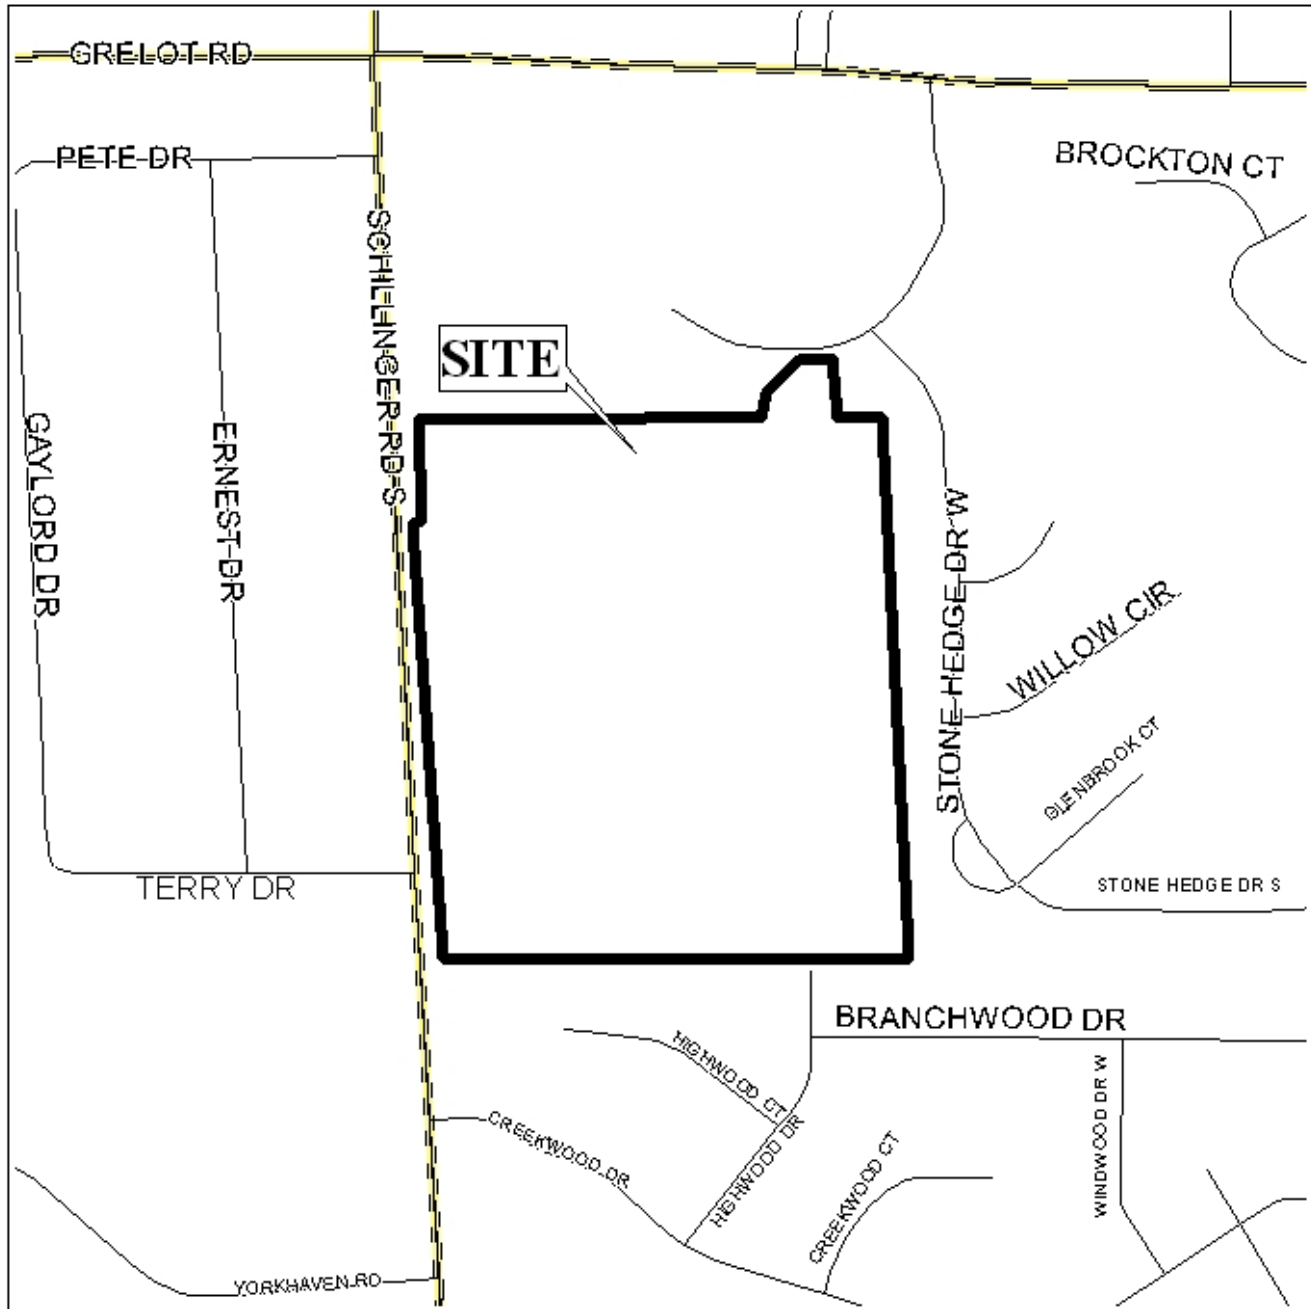 GRELOT RD
PETE DR
BROCKTON CT
SCHILLINGER RD S
SITE
GAYLORD DR
ERNEST DR
STONE HEDGE DR W
WILLOW CIR
GLENBROOK CT
TERRY DR
STONE HEDGE DR S
BRANCHWOOD DR
HIGHWOOD CT
WINDWOOD DR W
CREEKWOOD DR
HIGHWOOD DR
CREEKWOOD CT
YORKHAVEN RD